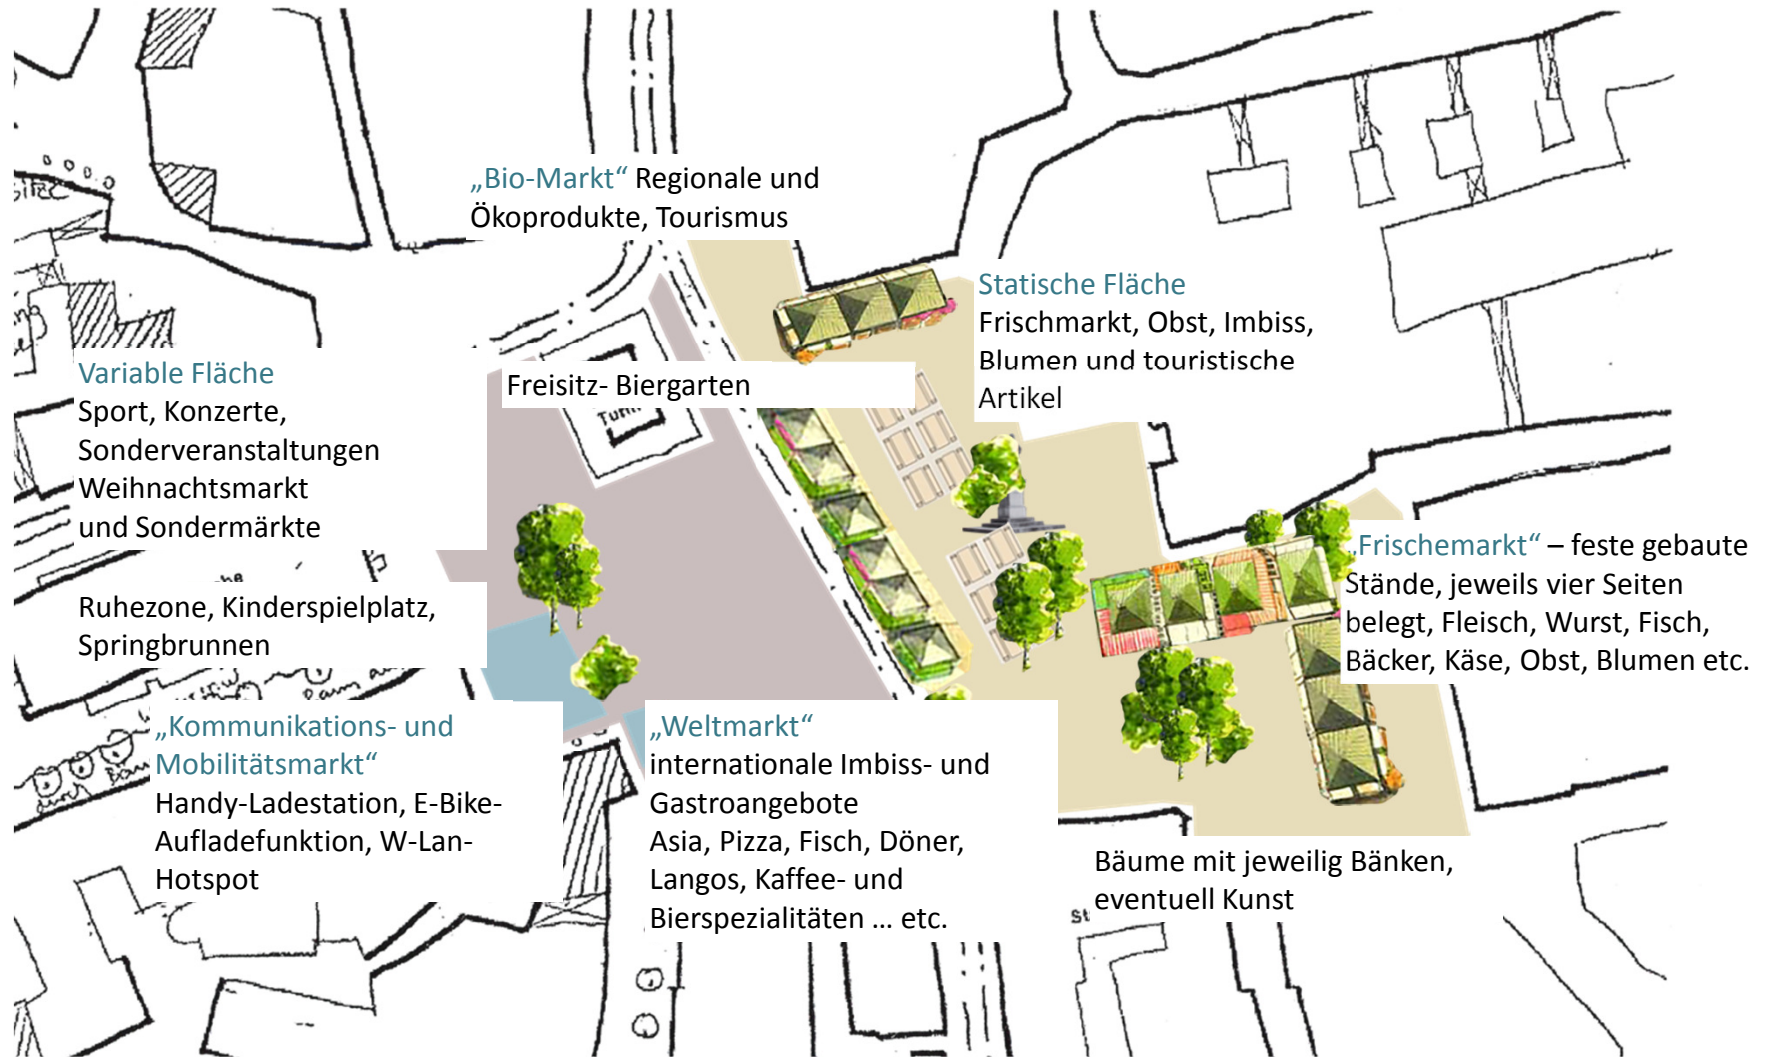 „Bio-Markt“ Regionale und
Ökoprodukte, Tourismus
Statische Fläche
Frischmarkt, Obst, Imbiss,
Blumen und touristische
Artikel
Variable Fläche
Sport, Konzerte,
Sonderveranstaltungen
Weihnachtsmarkt
und Sondermärkte
Freisitz- Biergarten
„Frischemarkt“ – feste gebaute
Stände, jeweils vier Seiten
belegt, Fleisch, Wurst, Fisch,
Bäcker, Käse, Obst, Blumen etc.
Ruhezone, Kinderspielplatz,
Springbrunnen
„Kommunikations- und
Mobilitätsmarkt“
Handy-Ladestation, E-Bike-
Aufladefunktion, W-Lan-
Hotspot
„Weltmarkt“
internationale Imbiss- und
Gastroangebote
Asia, Pizza, Fisch, Döner,
Langos, Kaffee- und
Bierspezialitäten ... etc.
Bäume mit jeweilig Bänken,
eventuell Kunst